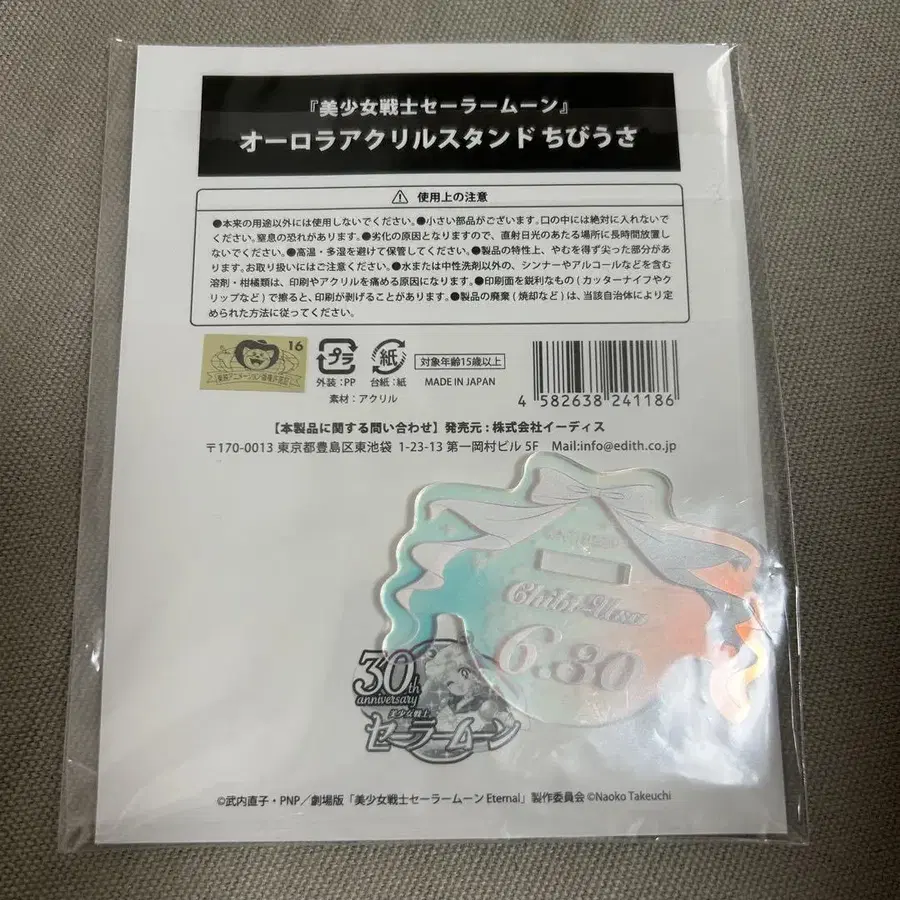 『美少女戦士セーラームーン』
オーロラアクリルスタンド ちびうさ
使用上の注意
●本来の用途以外には使用しないでください。●小さい部品がございます。口の中には絶対に入れないで
ください。窒息の恐れがあります。●劣化の原因となりますので、直射日光のあたる場所に長時間放置し
ないでください。●高温・多湿を避けて保管してください。●製品の特性上、やむを得ず尖った部分があ
ります。お取り扱いにはご注意ください。●水または中性洗剤以外の、シンナーやアルコールなどを含む
溶剤・柑橘類は、印刷やアクリルを痛める原因になります。●印刷面を鋭利なもの(カッターナイフやク
リップなど)で擦ると、印刷が剥げることがあります。●製品の廃棄(焼却など)は、当該自治体により定
められた方法に従ってください。
16
プラ
外装:PP
紙
台紙:紙
対象年齢15歳以上
MADE IN JAPAN
素材:アクリル
4 582638 241186
【本製品に関する問い合わせ】発売元:株式会社イーディス
〒170-0013 東京都豊島区東池袋 1-23-13 第一岡村ビル 5F Mail:info@edith.co.jp
Chibi Usa
6.30
30th
anniversary
美少女戦士
セーラームーン
©武内直子・PNP/劇場版「美少女戦士セーラームーン Eternal」製作委員会 ©Naoko Takeuchi